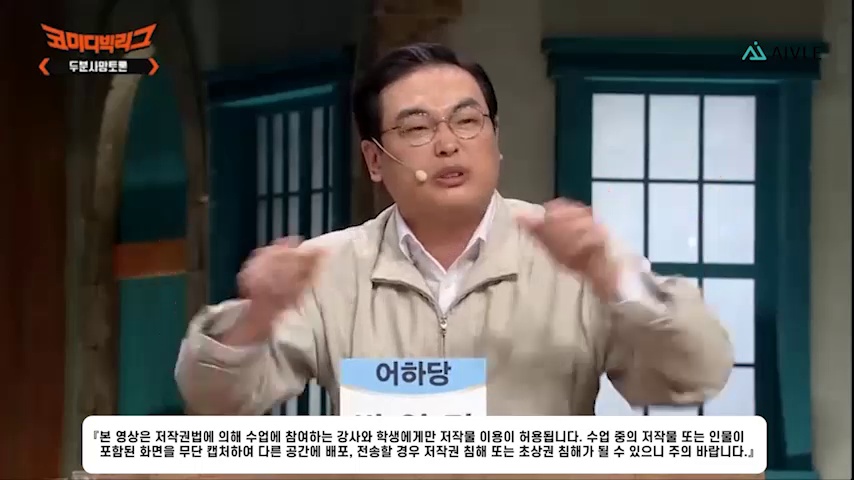 코미디빅리그
두분사망토론
AIVLE
어하당
『본 영상은 저작권법에 의해 수업에 참여하는 강사와 학생에게만 저작물 이용이 허용됩니다. 수업 중의 저작물 또는 인물이
포함된 화면을 무단 캡처하여 다른 공간에 배포, 전송할 경우 저작권 침해 또는 초상권 침해가 될 수 있으니 주의 바랍니다.』